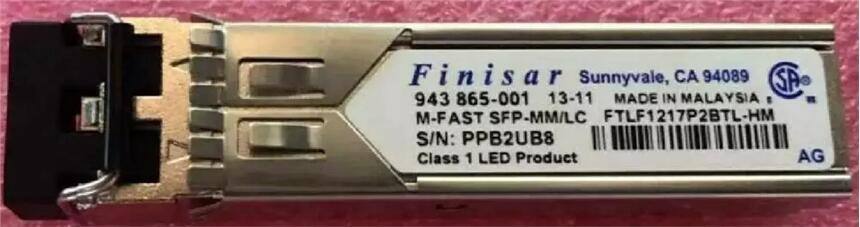 Finisar Sunnyvale, CA 94089
943 865-001 13-11 MADE IN MALAYSIA
M-FAST SFP-MM/LC FTLF1217P2BTL-HM
S/N: PPB2UB8
Class 1 LED Product
AG